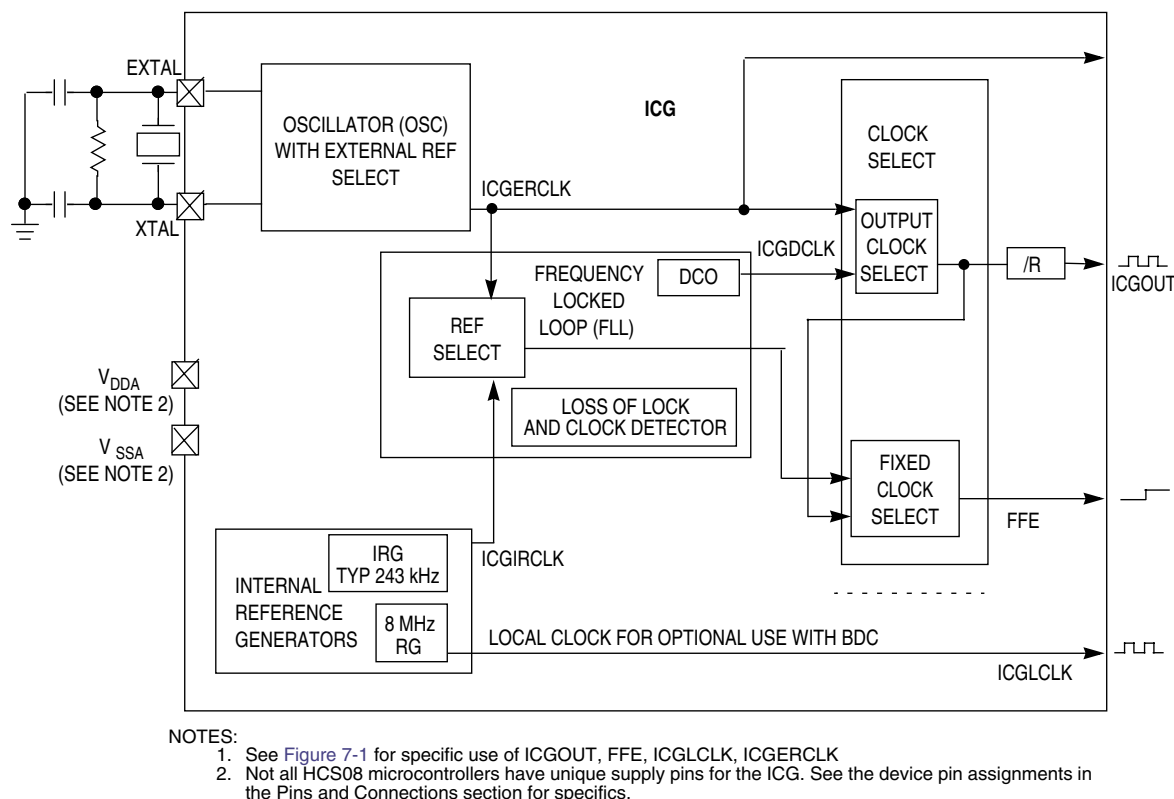 EXTAL
XTAL
OSCILLATOR (OSC)
WITH EXTERNAL REF
SELECT
ICG
CLOCK
SELECT
ICGERCLK
OUTPUT
CLOCK
SELECT
ICGDCLK
/R
ICGOUT
FREQUENCY
LOCKED
LOOP (FLL)
DCO
REF
SELECT
LOSS OF LOCK
AND CLOCK DETECTOR
VDDA
(SEE NOTE 2)
VSSA
(SEE NOTE 2)
FIXED
CLOCK
SELECT
FFE
ICGIRCLK
IRG
TYP 243 kHz
INTERNAL
REFERENCE
GENERATORS
8 MHz
RG
LOCAL CLOCK FOR OPTIONAL USE WITH BDC
ICGLCLK
NOTES:
1. See Figure 7-1 for specific use of ICGOUT, FFE, ICGLCLK, ICGERCLK
2. Not all HCS08 microcontrollers have unique supply pins for the ICG. See the device pin assignments in
the Pins and Connections section for specifics.